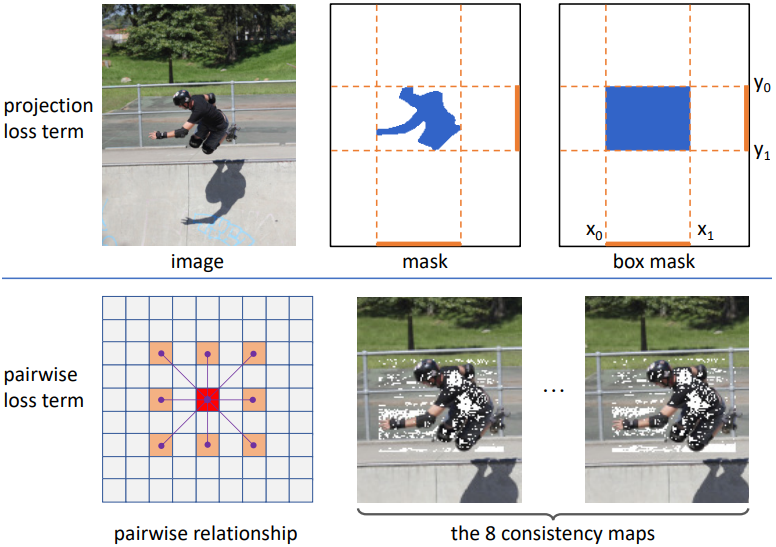 projection
loss term
y0
y1
x0
x1
image
mask
box mask
pairwise
loss term
...
pairwise relationship
the 8 consistency maps